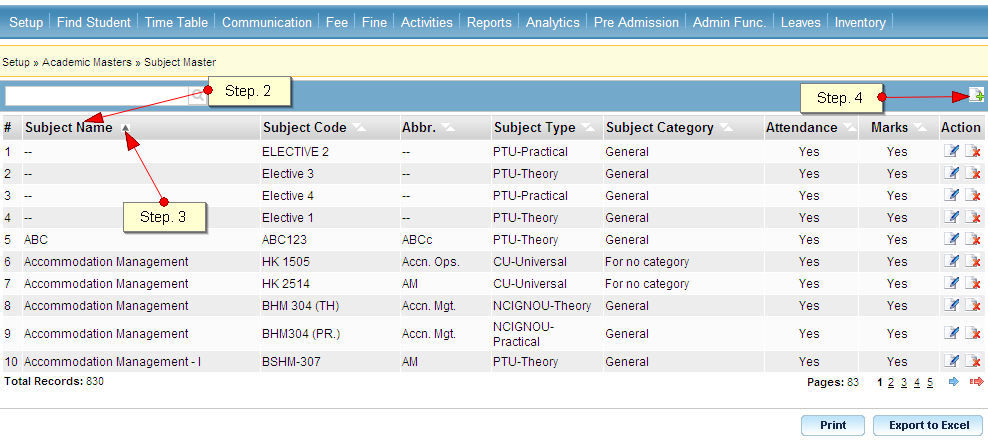 Setup Find Student Time Table Communication Fee Fine Activities Reports Analytics Pre Admission Admin Func. Leaves Inventory
Setup » Academic Masters » Subject Master
Step. 2
Step. 4
# Subject Name Subject Code Abbr. Subject Type Subject Category Attendance Marks Action
1 -- ELECTIVE 2 -- PTU-Practical General Yes Yes
2 -- Elective 3 -- PTU-Theory General Yes Yes
3 -- Elective 4 -- PTU-Practical General Yes Yes
Step. 3
4 -- Elective 1 -- PTU-Theory General Yes Yes
5 ABC ABC123 ABCc PTU-Theory General Yes Yes
6 Accommodation Management HK 1505 Accn. Ops. CU-Universal For no category Yes Yes
7 Accommodation Management HK 2514 AM CU-Universal For no category Yes Yes
8 Accommodation Management BHM 304 (TH) Accn. Mgt. NCIGNOU-Theory General Yes Yes
9 Accommodation Management BHM304 (PR.) Accn. Mgt. NCIGNOU-
Practical General Yes Yes
10 Accommodation Management - I BSHM-307 AM PTU-Theory General Yes Yes
Total Records: 830 Pages: 83 1 2 3 4 5
Print Export to Excel